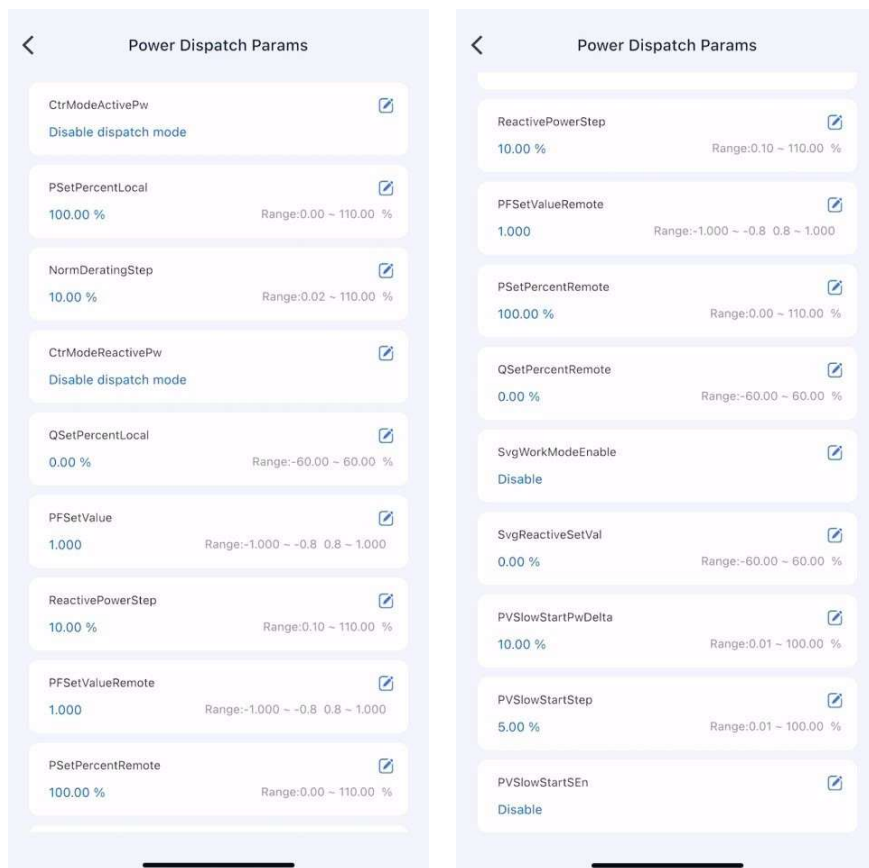 Power Dispatch Params
CtrModeActivePw
Disable dispatch mode
PSetPercentLocal
100.00 % Range:0.00 ~ 110.00 %
NormDeratingStep
10.00 % Range:0.02 ~ 110.00 %
CtrModeReactivePw
Disable dispatch mode
QSetPercentLocal
0.00 % Range:-60.00 ~ 60.00 %
PFSetValue
1.000 Range:-1.000 ~ -0.8 0.8 ~ 1.000
ReactivePowerStep
10.00 % Range:0.10 ~ 110.00 %
PFSetValueRemote
1.000 Range:-1.000 ~ -0.8 0.8 ~ 1.000
PSetPercentRemote
100.00 % Range:0.00 ~ 110.00 %
Power Dispatch Params
ReactivePowerStep
10.00 % Range:0.10 ~ 110.00 %
PFSetValueRemote
1.000 Range:-1.000 ~ -0.8 0.8 ~ 1.000
PSetPercentRemote
100.00 % Range:0.00 ~ 110.00 %
QSetPercentRemote
0.00 % Range:-60.00 ~ 60.00 %
SvgWorkModeEnable
Disable
SvgReactiveSetVal
0.00 % Range:-60.00 ~ 60.00 %
PVSlowStartPwDelta
10.00 % Range:0.01 ~ 100.00 %
PVSlowStartStep
5.00 % Range:0.01 ~ 100.00 %
PVSlowStartSEn
Disable